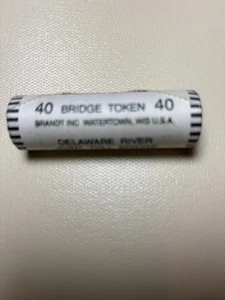 40 BRIDGE TOKEN 40
BRANDT INC. WATERTOWN, WIS U.S.A.
DELAWARE RIVER